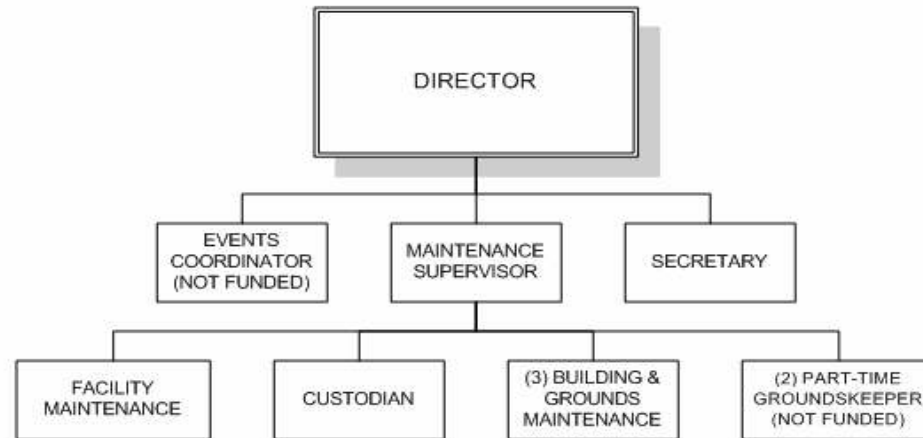 DIRECTOR
EVENTS
COORDINATOR
(NOT FUNDED)
MAINTENANCE
SUPERVISOR
SECRETARY
FACILITY
MAINTENANCE
CUSTODIAN
(3) BUILDING &
GROUNDS
MAINTENANCE
(2) PART-TIME
GROUNDSKEEPER
(NOT FUNDED)